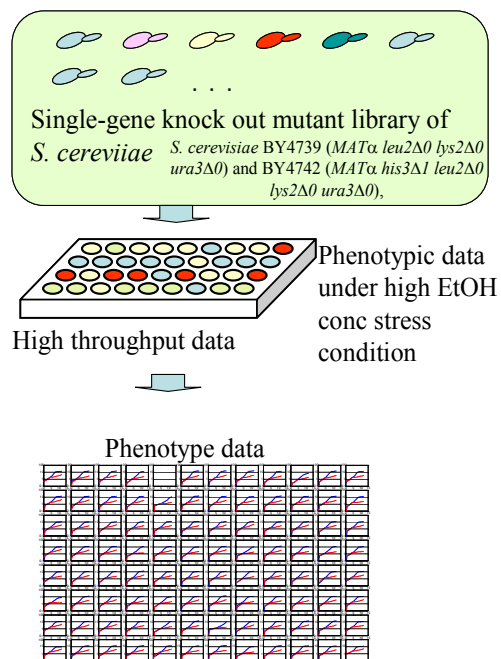 . . .
Single-gene knock out mutant library of
S. cereviiae
S. cerevisiae BY4739 (MATα leu2Δ0 lys2Δ0
ura3Δ0) and BY4742 (MATα his3Δ1 leu2Δ0
lys2Δ0 ura3Δ0),
Phenotypic data
under high EtOH
conc stress
condition
High throughput data
Phenotype data